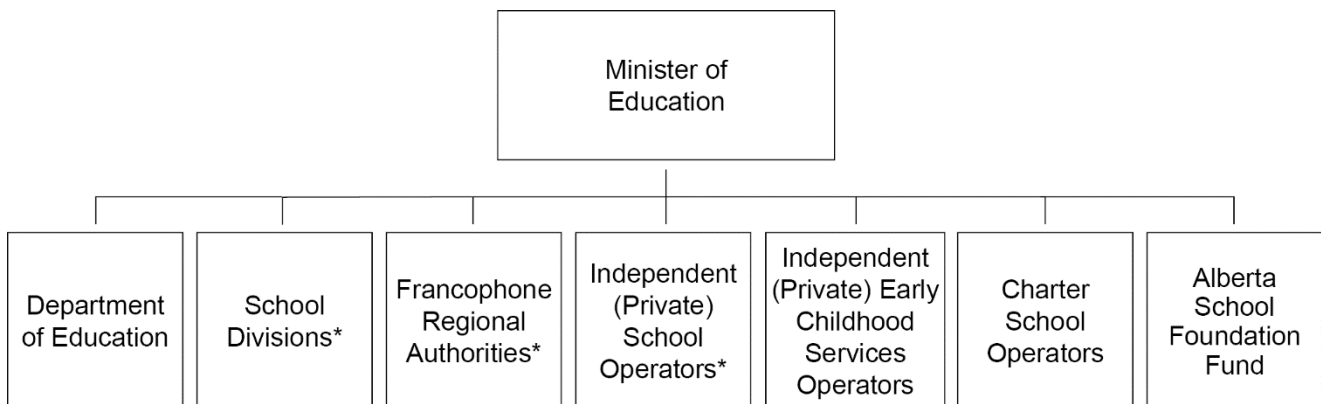 Minister of
Education
Department
of Education
School
Divisions*
Francophone
Regional
Authorities*
Independent
(Private)
School
Operators*
Independent
(Private) Early
Childhood
Services
Operators
Charter
School
Operators
Alberta
School
Foundation
Fund